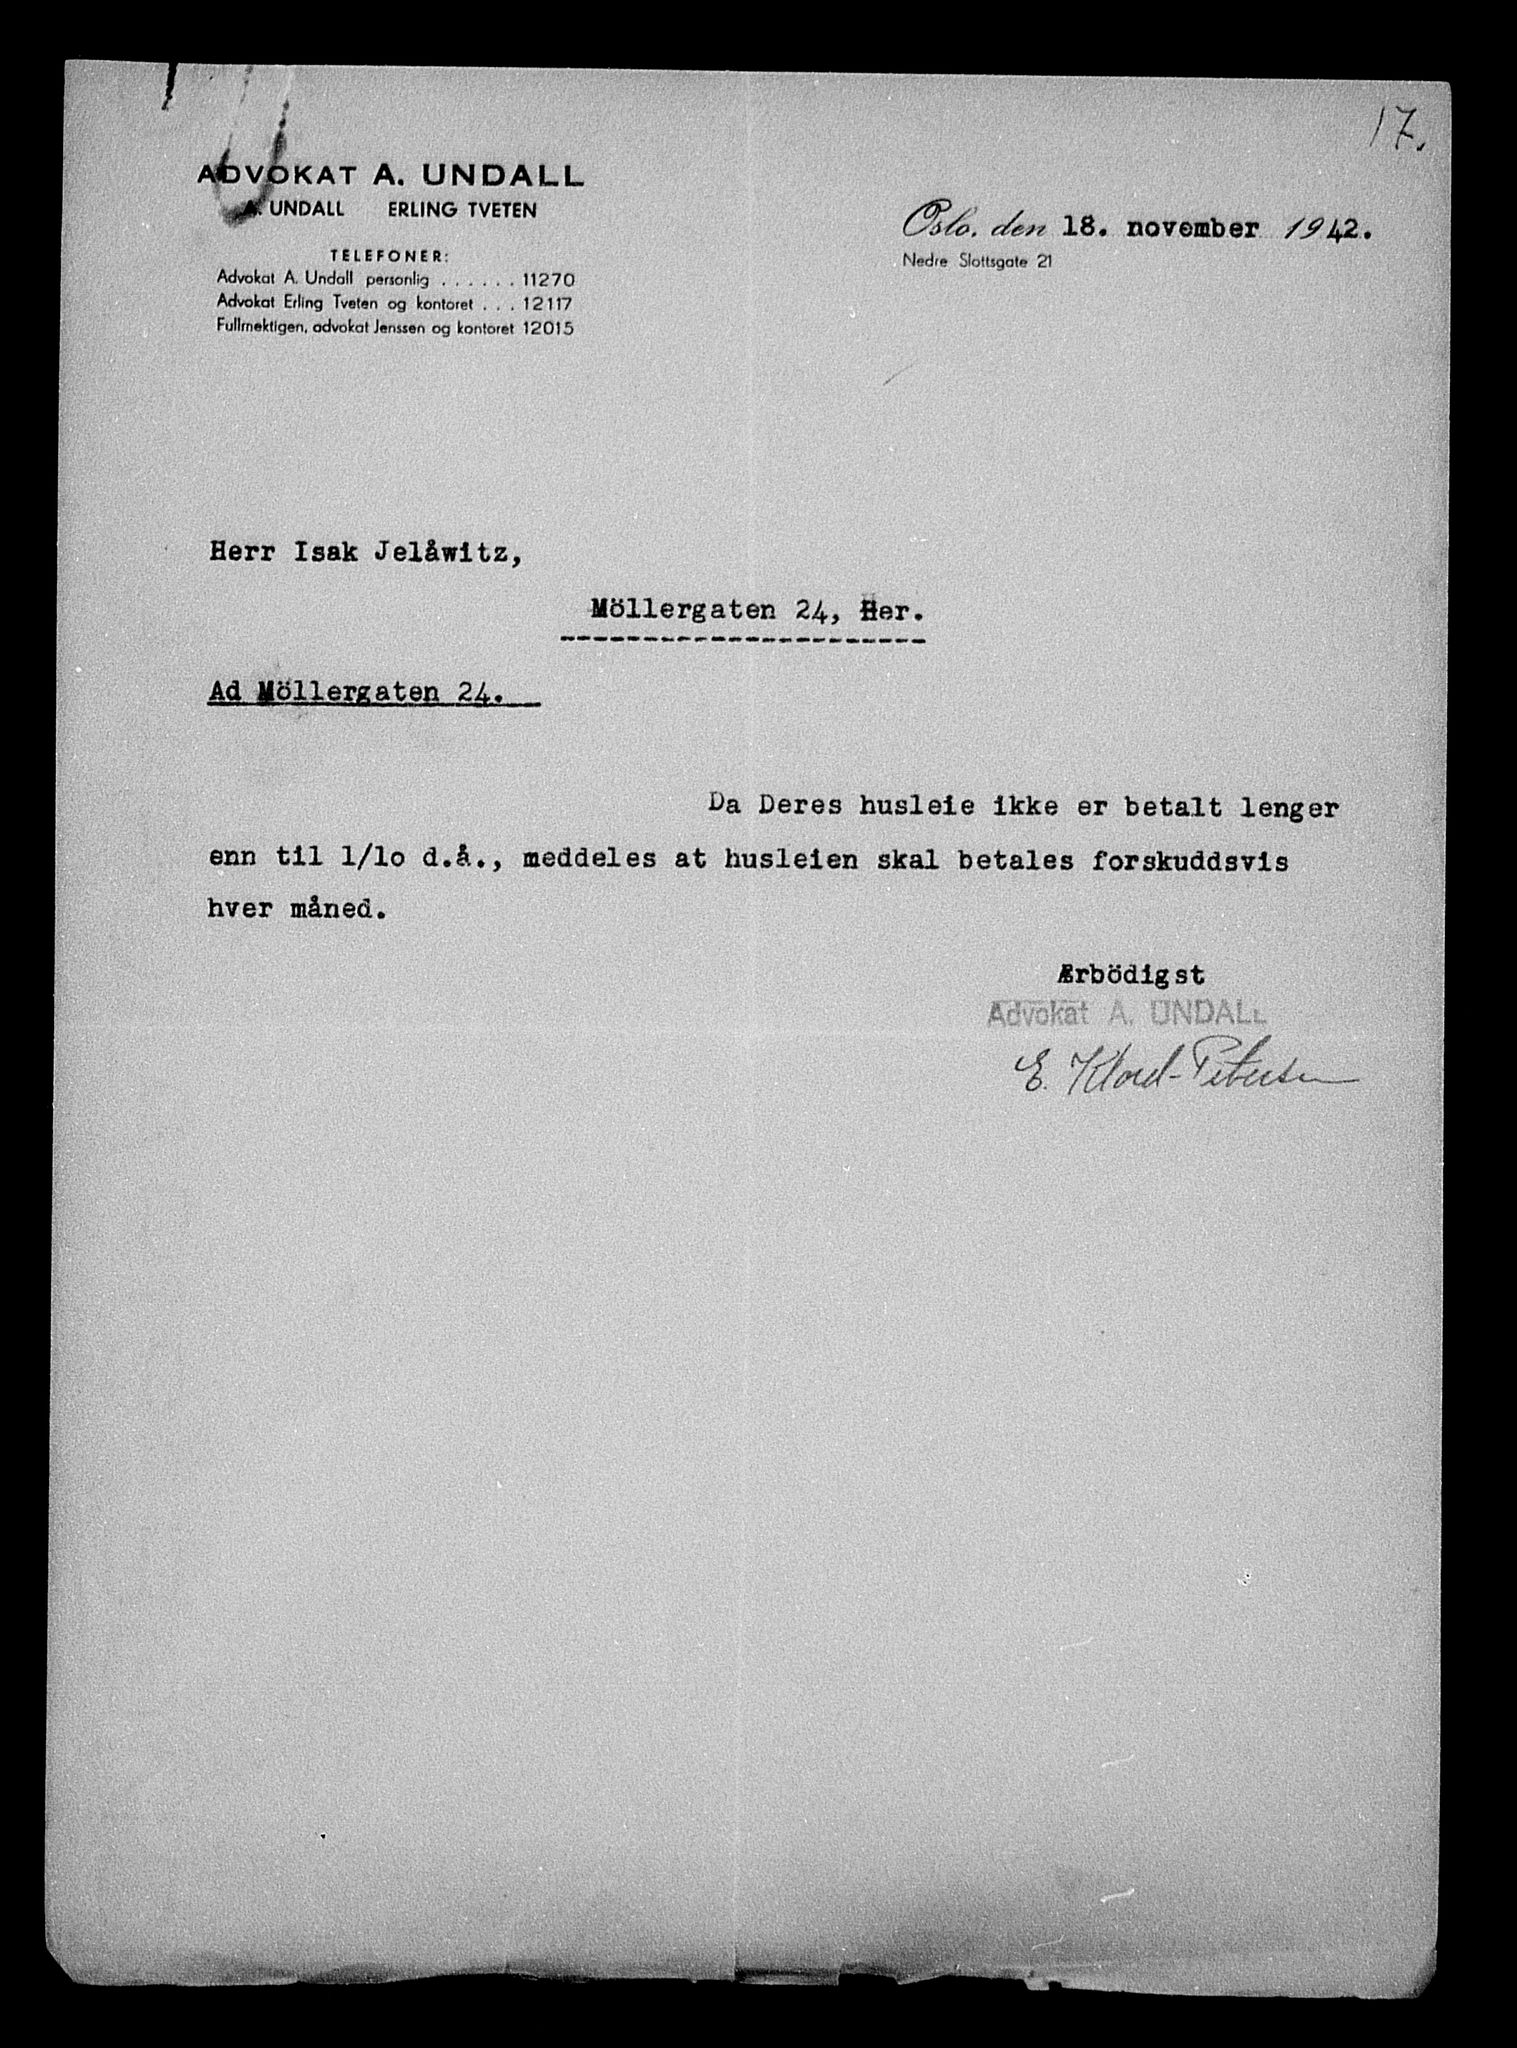 17.
ADVOKAT A. UNDALL
A. UNDALL ERLING TVETEN
TELEFONER:
Advokat A. Undall personlig . . . . . . 11270
Advokat Erling Tveten og kontoret . . . 12117
Fullmektigen, advokat Jenssen og kontoret 12015
Oslo, den 18. november 1942.
Nedre Slottsgate 21
Herr Isak Jelåwitz,
Möllergaten 24, Her.
Ad Möllergaten 24.
Da Deres husleie ikke er betalt lenger
enn til 1/10 d.å., meddeles at husleien skal betales forskuddsvis
hver måned.
Ærbödigst
Advokat A. UNDALL
E. Petersen